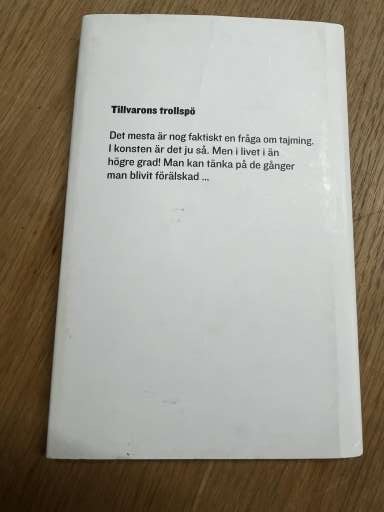 Tillvarons trollspö
Det mesta är nog faktiskt en fråga om tajming.
I konsten är det ju så. Men i livet i än
högre grad! Man kan tänka på de gånger
man blivit förälskad ...